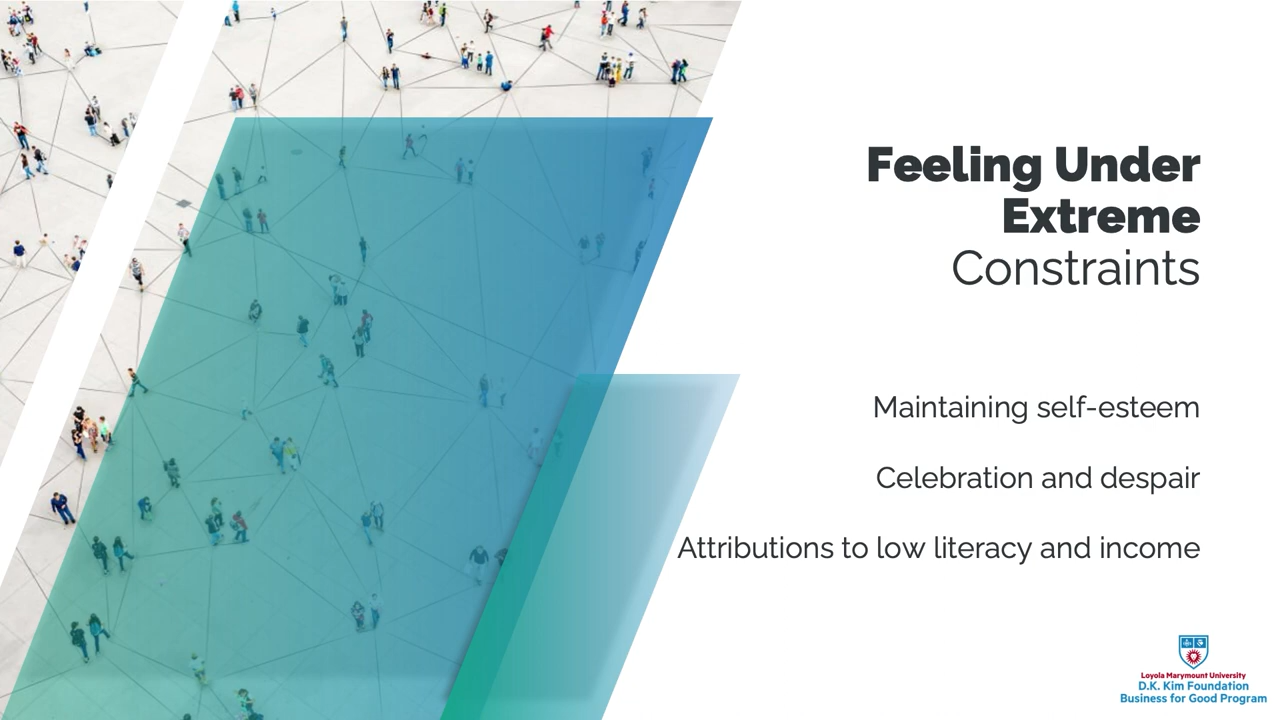 Feeling Under
Extreme
Constraints
Maintaining self-esteem
Celebration and despair
Attributions to low literacy and income
Loyola Marymount University
D.K. Kim Foundation
Business for Good Program